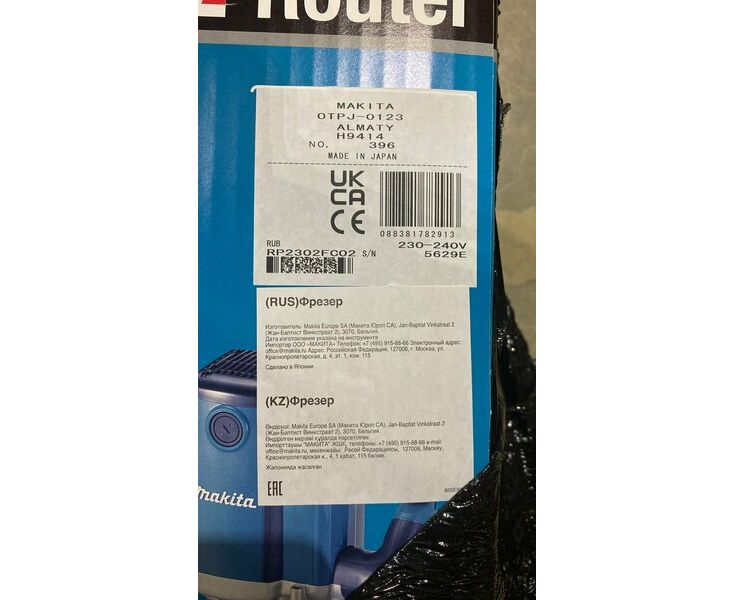 Router
MAKITA
OTPJ-0123
ALMATY
H9414
NO. 396
MADE IN JAPAN
UK
CA
CE
088381782913
RUB 230-240V
RP2302FC02 S/N 5629E
(RUS)Фрезер
Изготовитель: Makita Europe SA (Макита Юроп СА), Jan-Baptist Vinkstraat 2
(Жан-Баптист Винкстраат 2), 3070, Бельгия.
Дата изготовления указана на инструменте
Импортер ООО «МАКИТА» Телефон: +7 (495) 915-88-66 Электронный адрес:
office@makita.ru Адрес: Российская Федерация, 127006, г. Москва, ул.
Краснопролетарская, д. 4, эт. 1, ком. 115
Сделано в Японии
(KZ)Фрезер
Өндіруші: Makita Europe SA (Макита Юроп СА), Jan-Baptist Vinkstraat 2
(Жан-Баптист Винкстраат 2), 3070, Бельгия.
Өндірілген мерзімі құралда көрсетілген
Импорттаушы "МАКИТА" ЖШҚ, телефоны: +7 (495) 915-88-66 e-mail:
office@makita.ru, мекенжайы: Ресей Федерациясы, 127006, Мәскеу,
Краснопролетарская к., 4, 1 қабат, 115 бөлме.
Жапонияда жасалған
EAC
makita